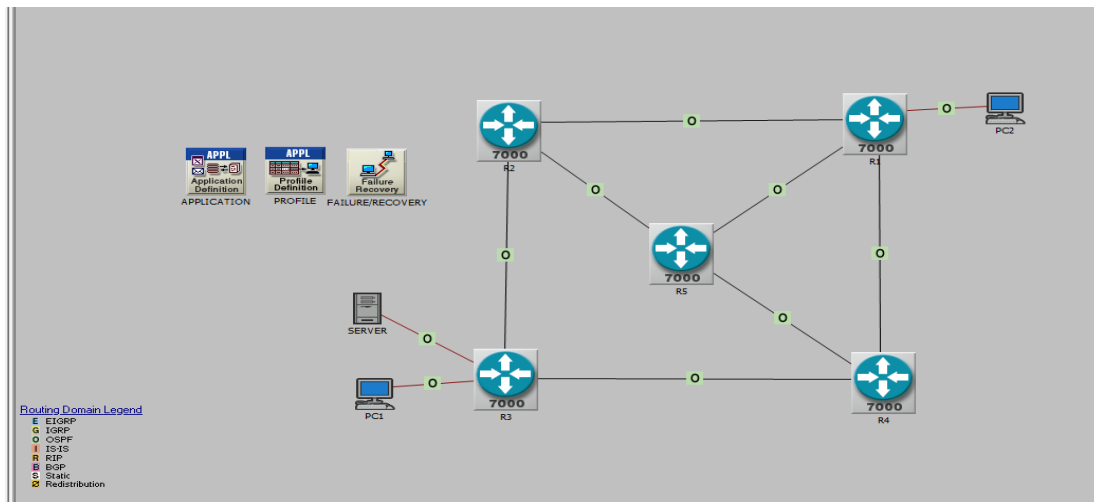 O
PC2
7000
R2
7000
R1
APPL
Application
Definition
APPLICATION
APPL
Profile
Definition
PROFILE
Failure
Recovery
FAILURE/RECOVERY
O
O
O
7000
R5
O
O
SERVER
O
O
O
PC1
7000
R3
O
7000
R4
Routing Domain Legend
E EIGRP
G IGRP
O OSPF
I IS-IS
R RIP
B BGP
S Static
Redistribution
O